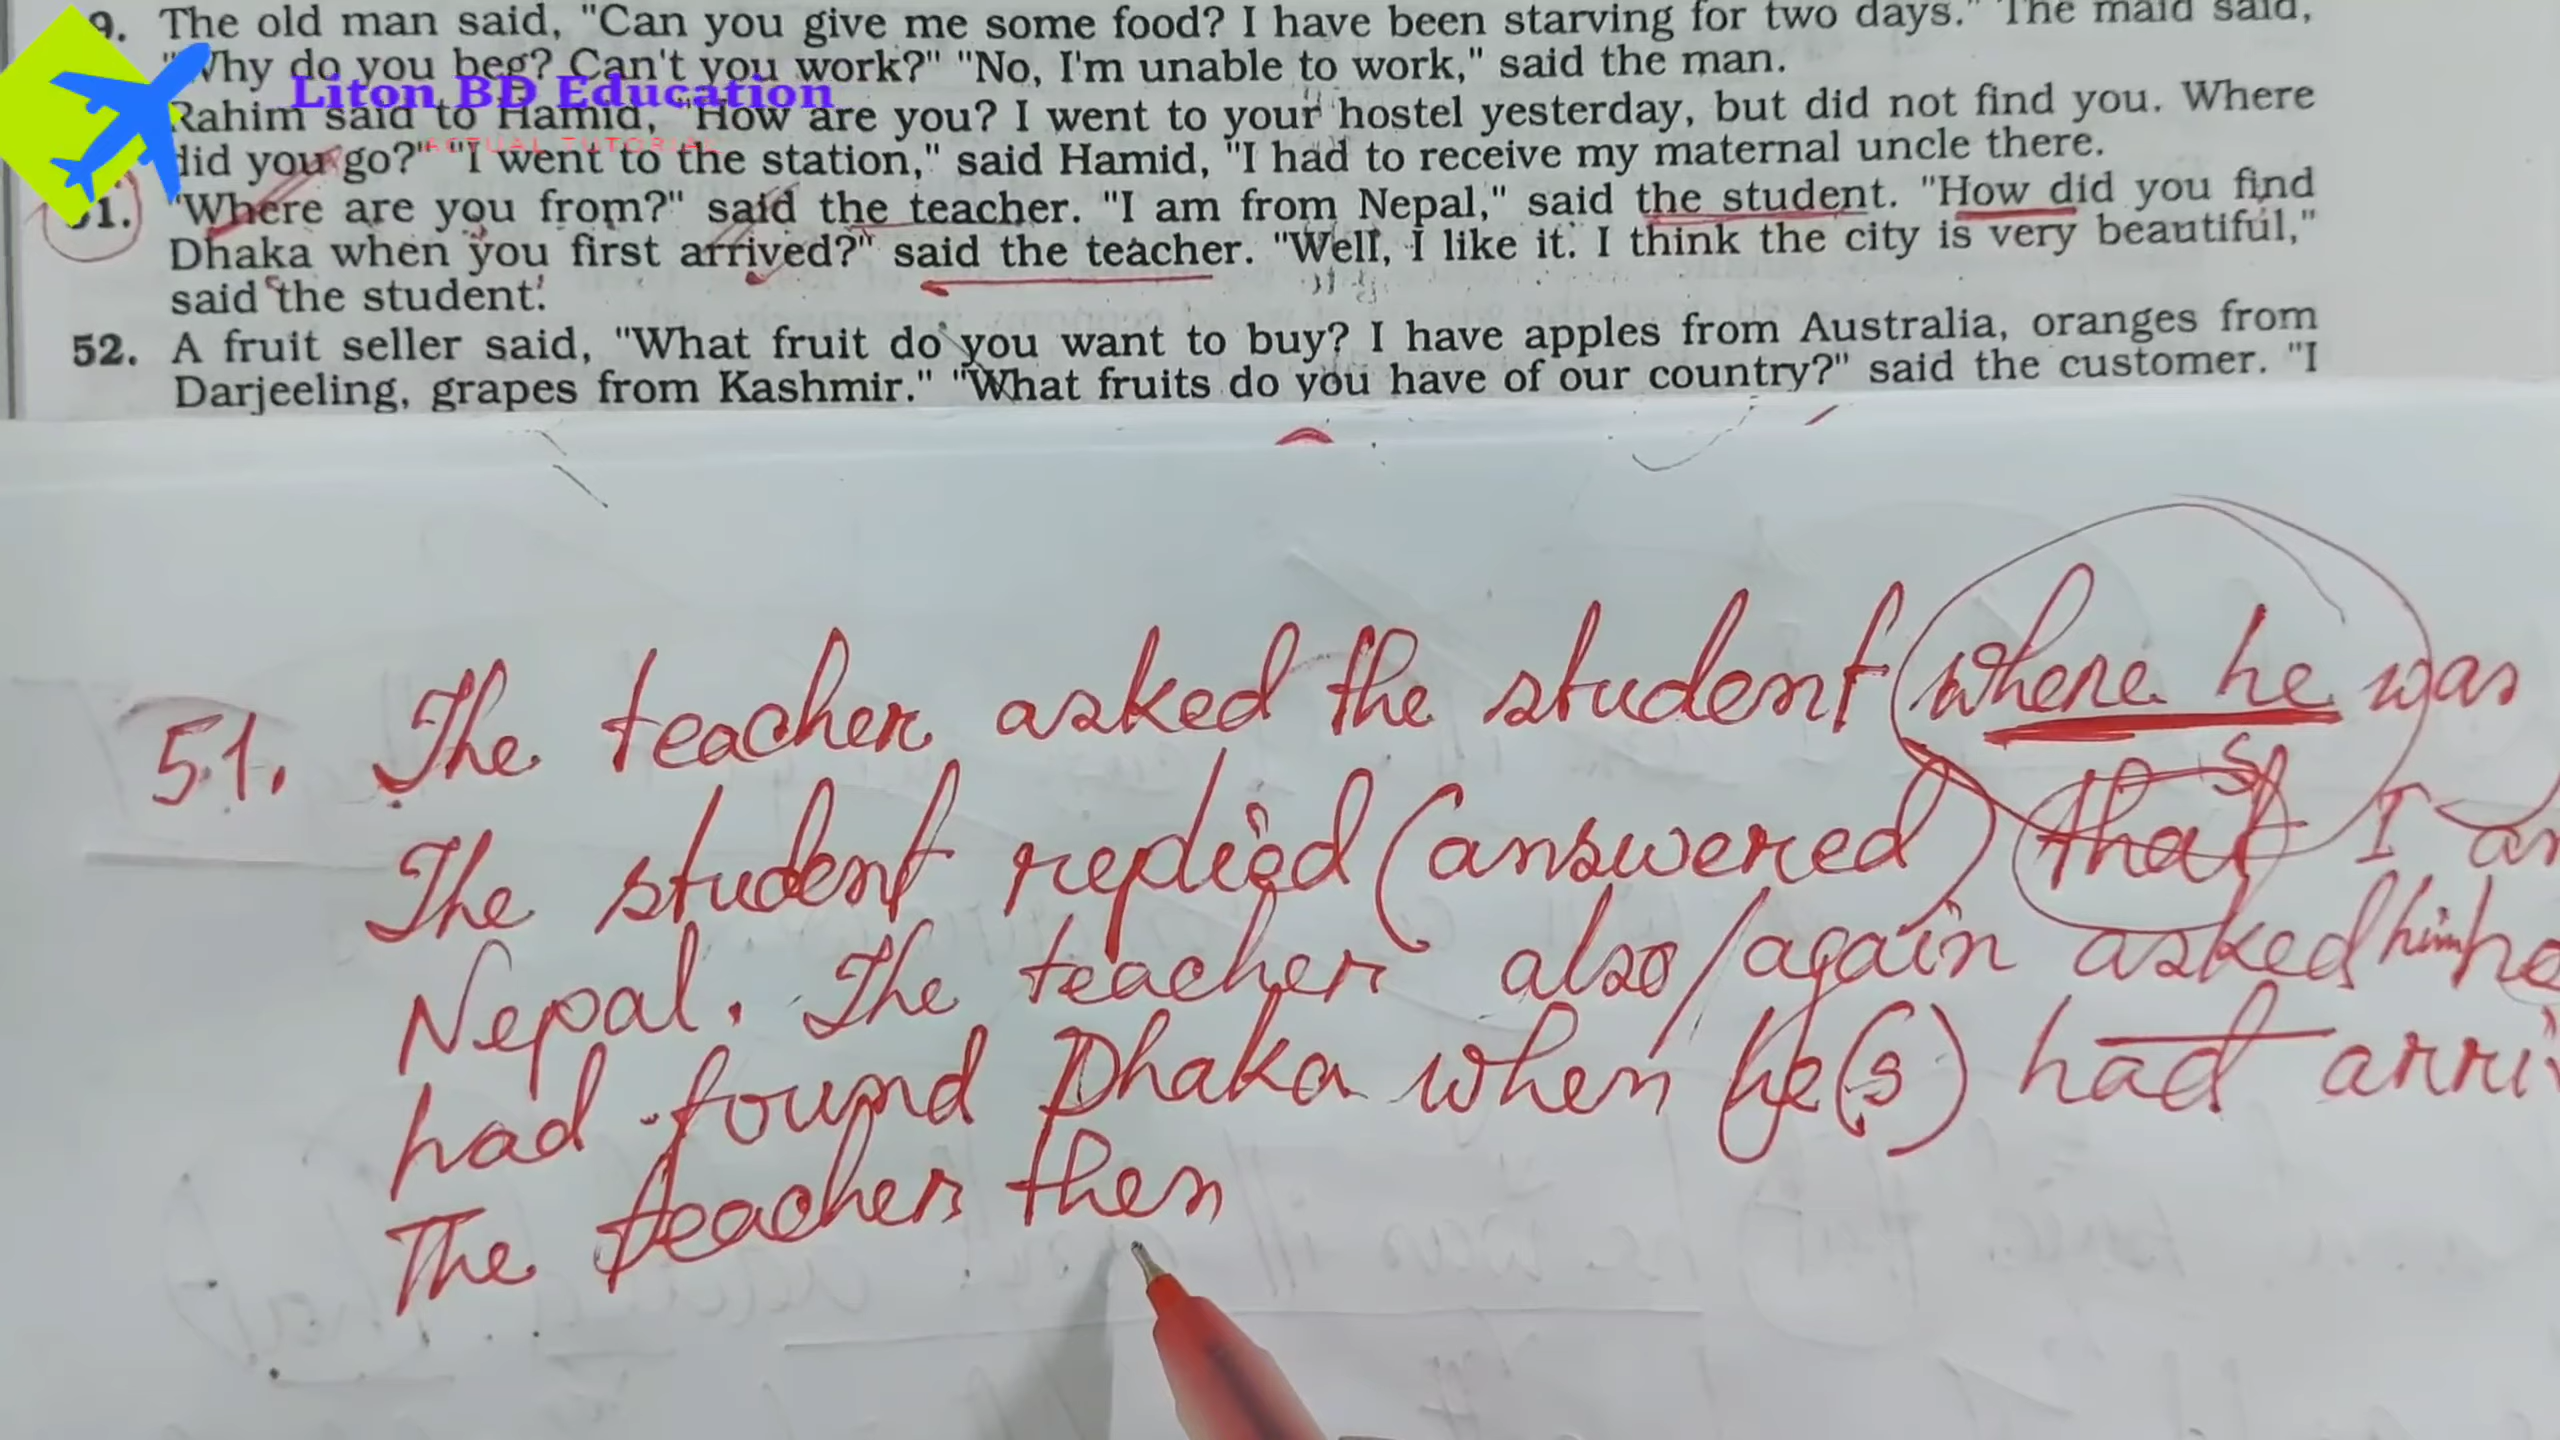 9. The old man said, "Can you give me some food? I have been starving for two days." The maid said,
"Why do you beg? Can't you work?" "No, I'm unable to work," said the man.
Liton BD Education
Rahim said to Hamid, "How are you? I went to your hostel yesterday, but did not find you. Where
ACTUAL TUTORIAL
did you go?" "I went to the station," said Hamid, "I had to receive my maternal uncle there.
51. "Where are you from?" said the teacher. "I am from Nepal," said the student. "How did you find
Dhaka when you first arrived?" said the teacher. "Well, I like it. I think the city is very beautiful,"
said the student.
52. A fruit seller said, "What fruit do you want to buy? I have apples from Australia, oranges from
Darjeeling, grapes from Kashmir." "What fruits do you have of our country?" said the customer. "I
51. The teacher asked the student where he was
The student replied (answered) that I
Nepal. The teacher also/again asked him
had found Dhaka when he(s) had
The teacher then